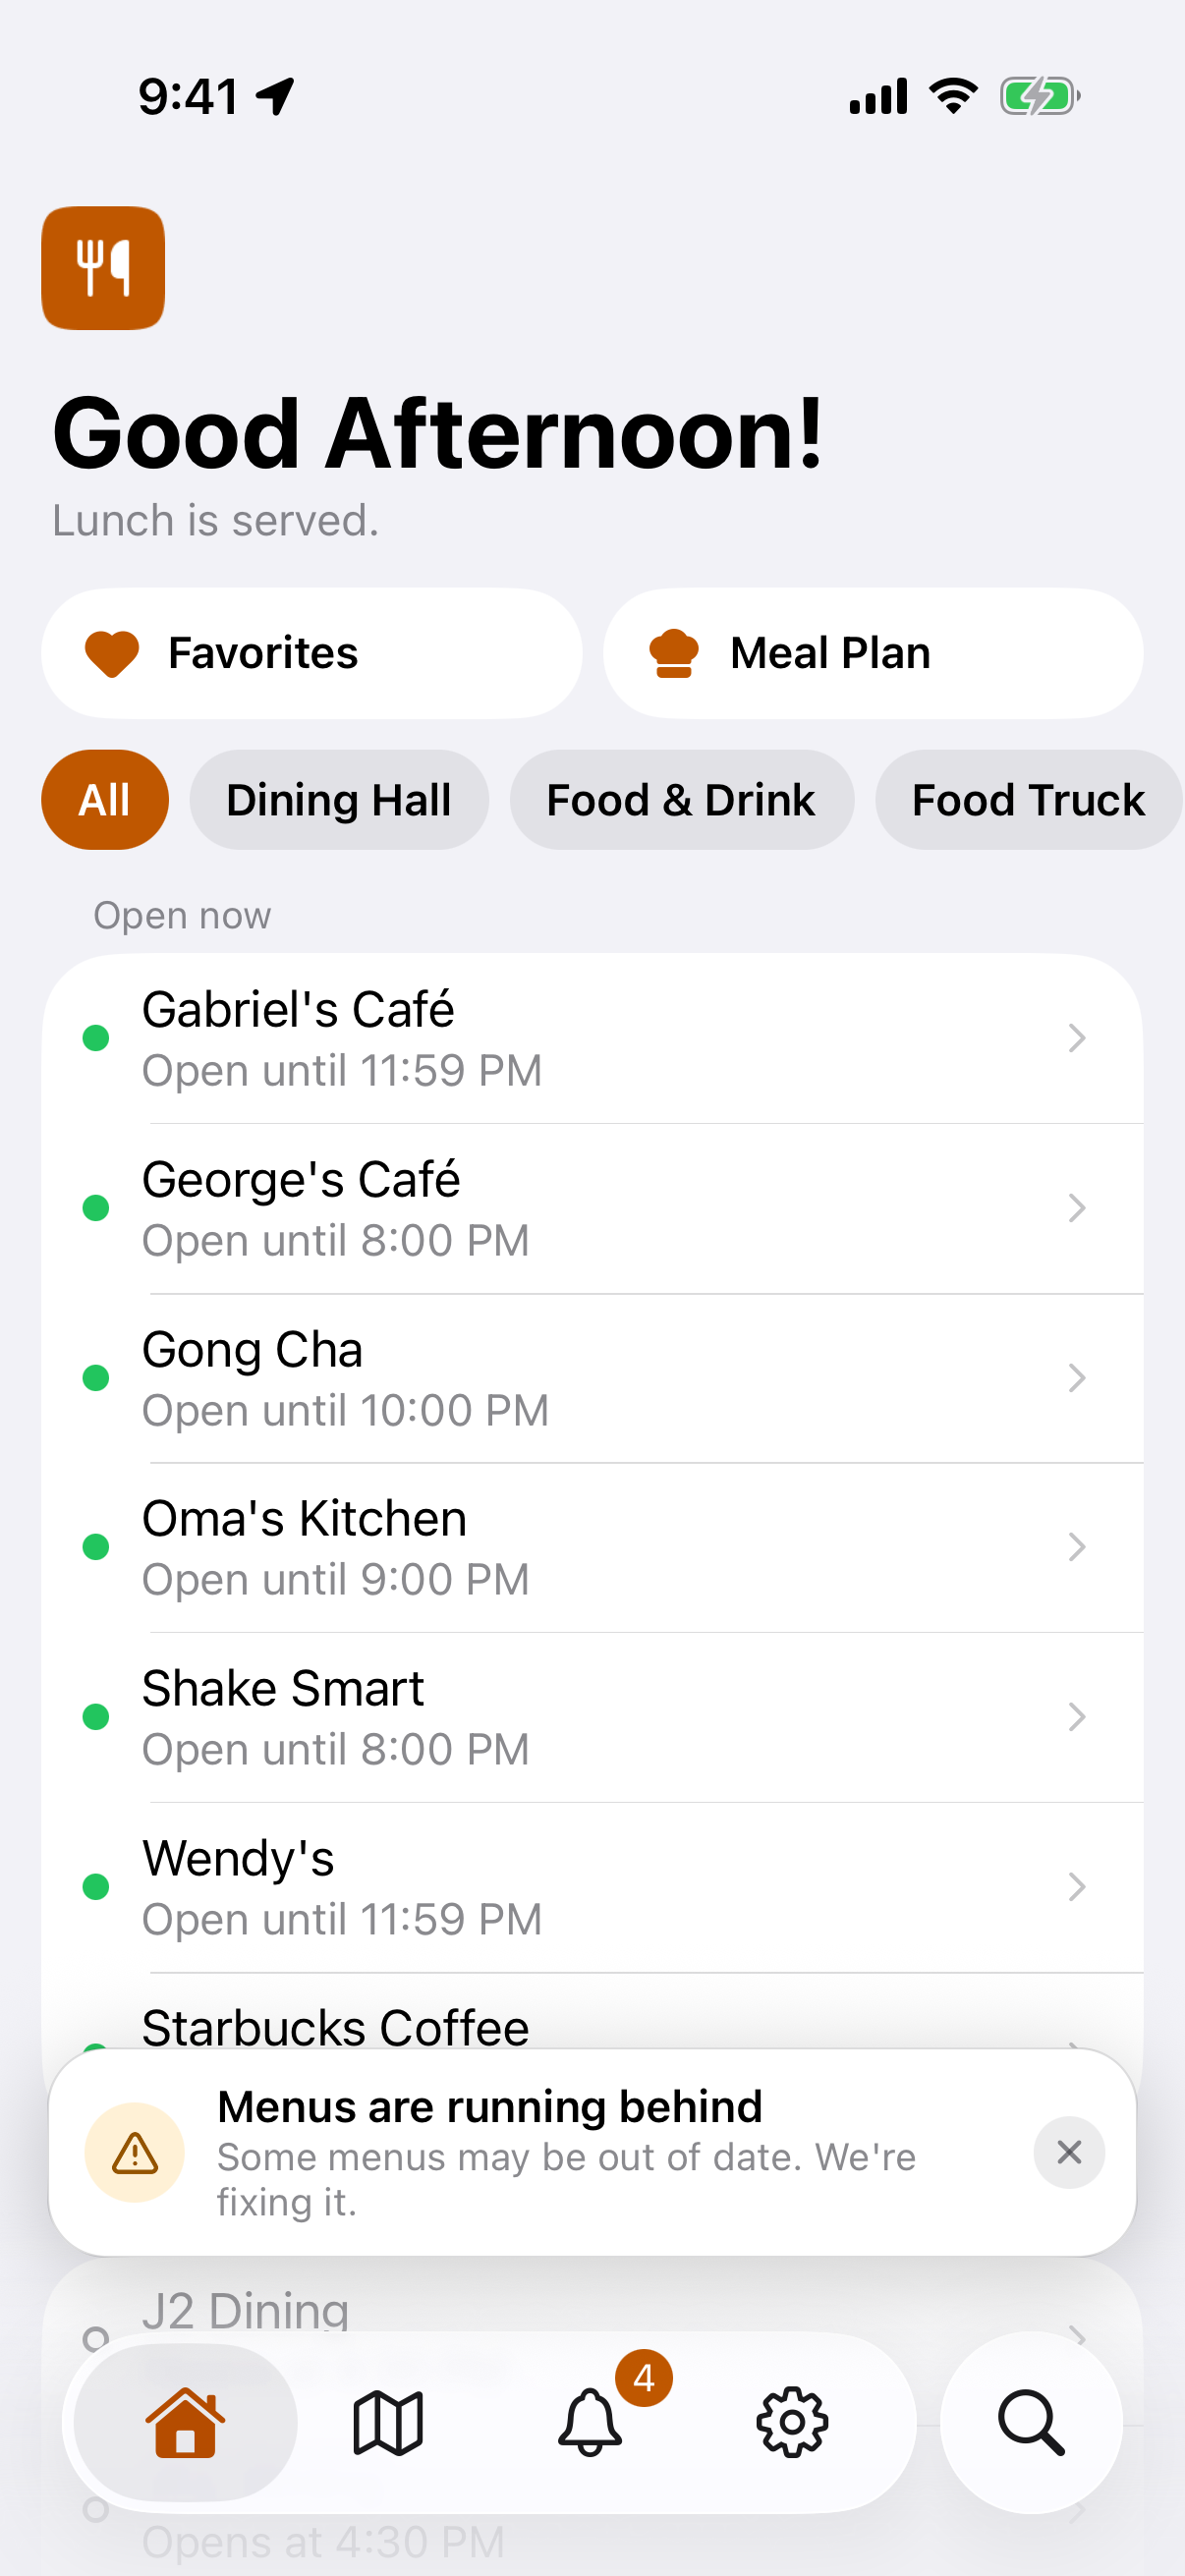 9:41
Good Afternoon!
Lunch is served.
Favorites
Meal Plan
All
Dining Hall
Food & Drink
Food Truck
Open now
Gabriel's Café
Open until 11:59 PM
George's Café
Open until 8:00 PM
Gong Cha
Open until 10:00 PM
Oma's Kitchen
Open until 9:00 PM
Shake Smart
Open until 8:00 PM
Wendy's
Open until 11:59 PM
Starbucks Coffee
Menus are running behind
Some menus may be out of date. We're
fixing it.
J2 Dining
4
Opens at 4:30 PM